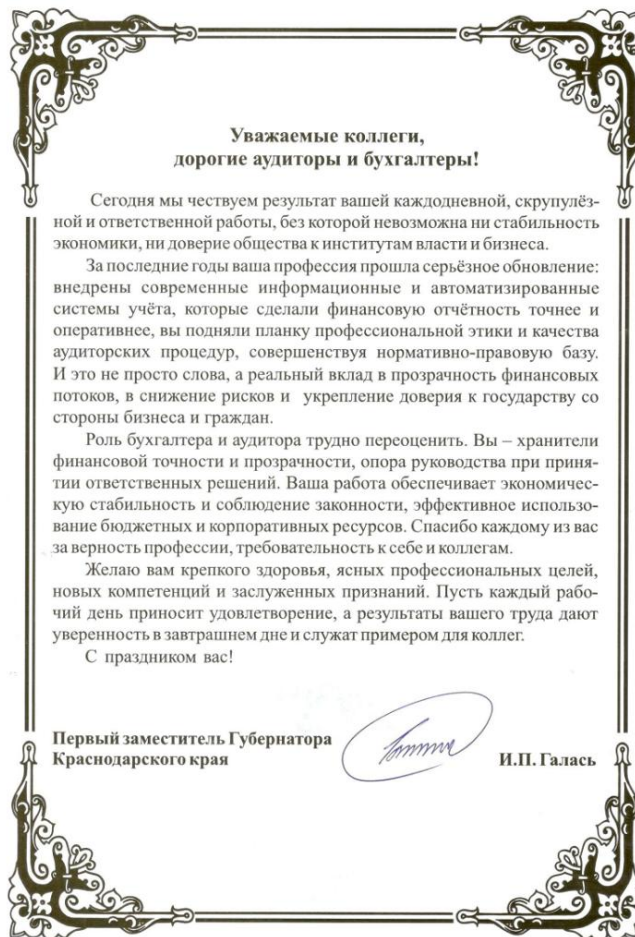 Уважаемые коллеги,
дорогие аудиторы и бухгалтеры!
Сегодня мы чествуем результат вашей каждодневной, скрупулёз-
ной и ответственной работы, без которой невозможна ни стабильность
экономики, ни доверие общества к институтам власти и бизнеса.
За последние годы ваша профессия прошла серьёзное обновление:
внедрены современные информационные и автоматизированные
системы учёта, которые сделали финансовую отчётность точнее и
оперативнее, вы подняли планку профессиональной этики и качества
аудиторских процедур, совершенствуя нормативно-правовую базу.
И это не просто слова, а реальный вклад в прозрачность финансовых
потоков, в снижение рисков и укрепление доверия к государству со
стороны бизнеса и граждан.
Роль бухгалтера и аудитора трудно переоценить. Вы – хранители
финансовой точности и прозрачности, опора руководства при приня-
тии ответственных решений. Ваша работа обеспечивает экономичес-
кую стабильность и соблюдение законности, эффективное использо-
вание бюджетных и корпоративных ресурсов. Спасибо каждому из вас
за верность профессии, требовательность к себе и коллегам.
Желаю вам крепкого здоровья, ясных профессиональных целей,
новых компетенций и заслуженных признаний. Пусть каждый рабо-
чий день приносит удовлетворение, а результаты вашего труда дают
уверенность в завтрашнем дне и служат примером для коллег.
С праздником вас!
Первый заместитель Губернатора
Краснодарского края И.П. Галась